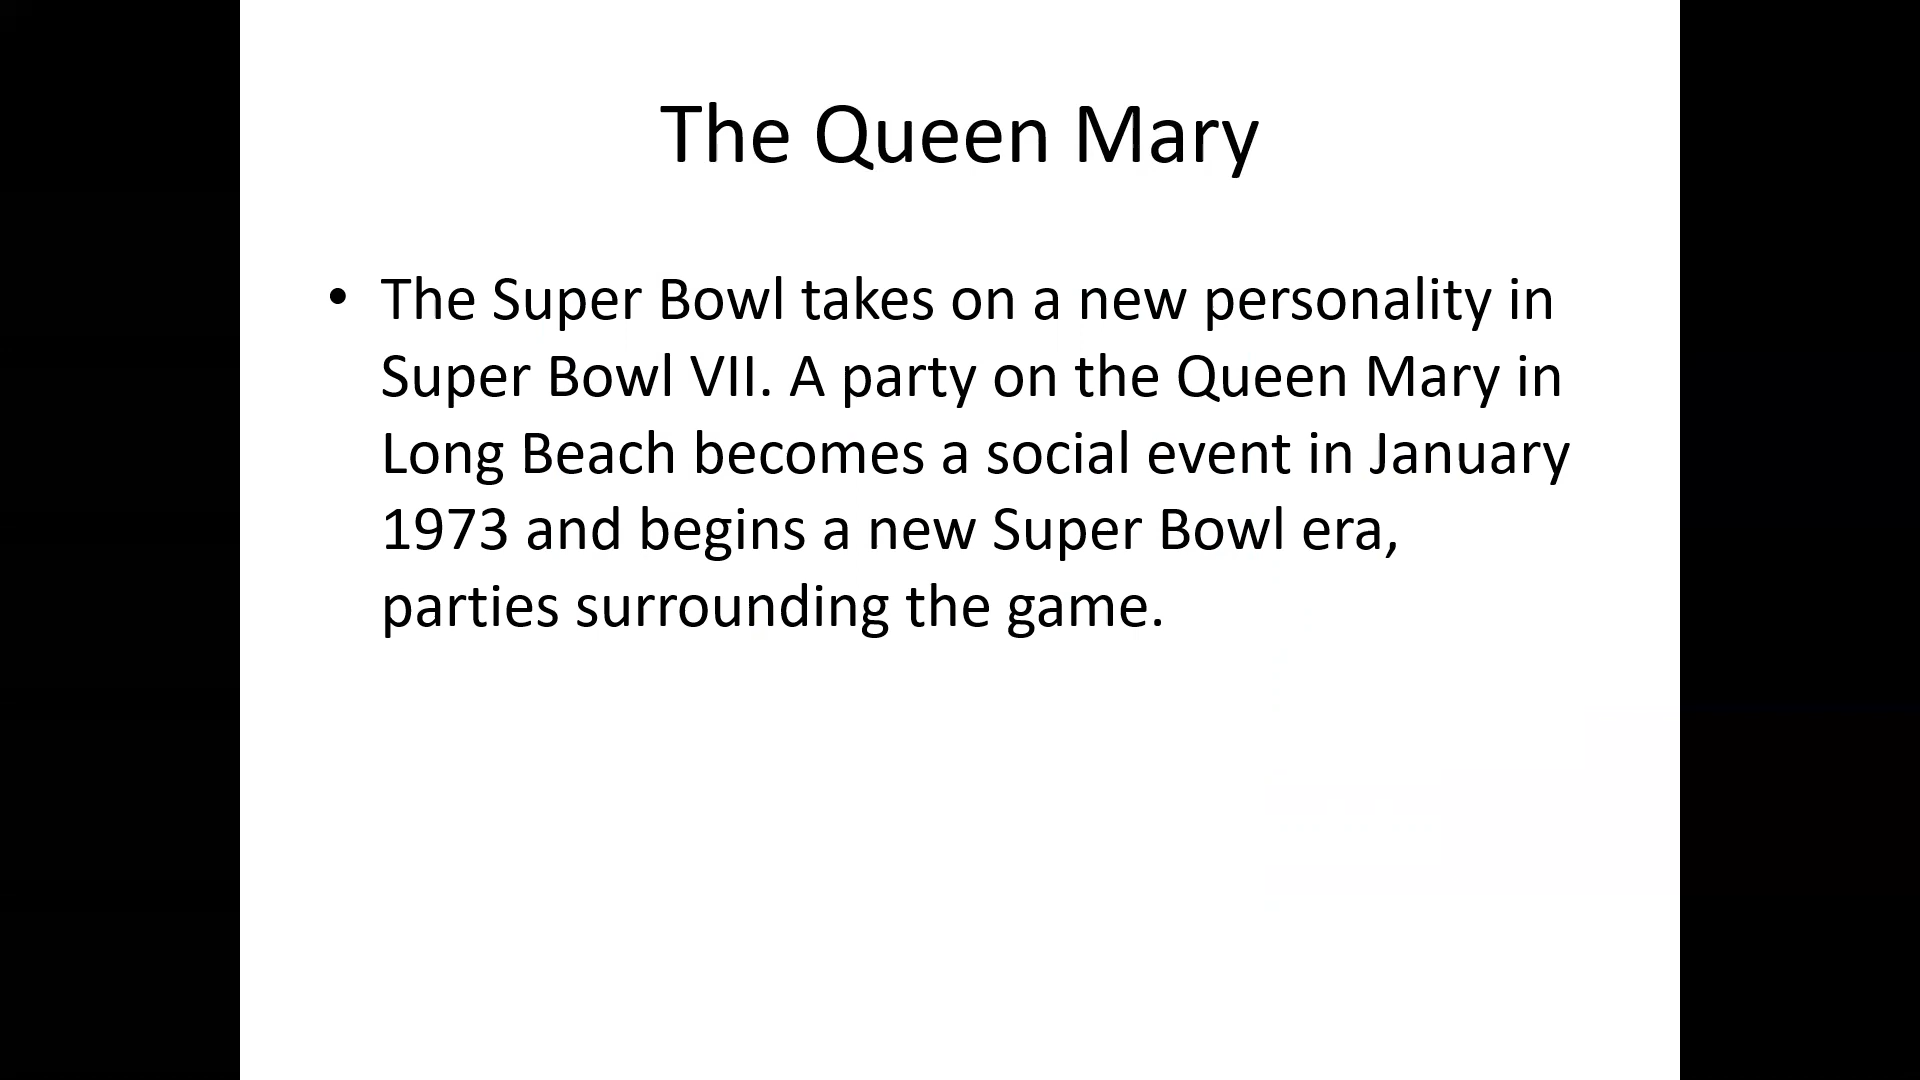 The Queen Mary
• The Super Bowl takes on a new personality in
Super Bowl VII. A party on the Queen Mary in
Long Beach becomes a social event in January
1973 and begins a new Super Bowl era,
parties surrounding the game.